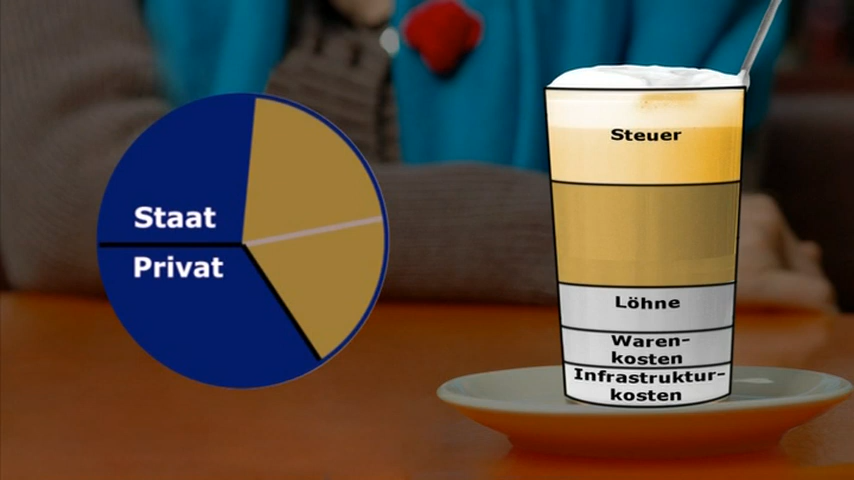 Staat
Privat
Steuer
Löhne
Waren-
kosten
Infrastruktur-
kosten